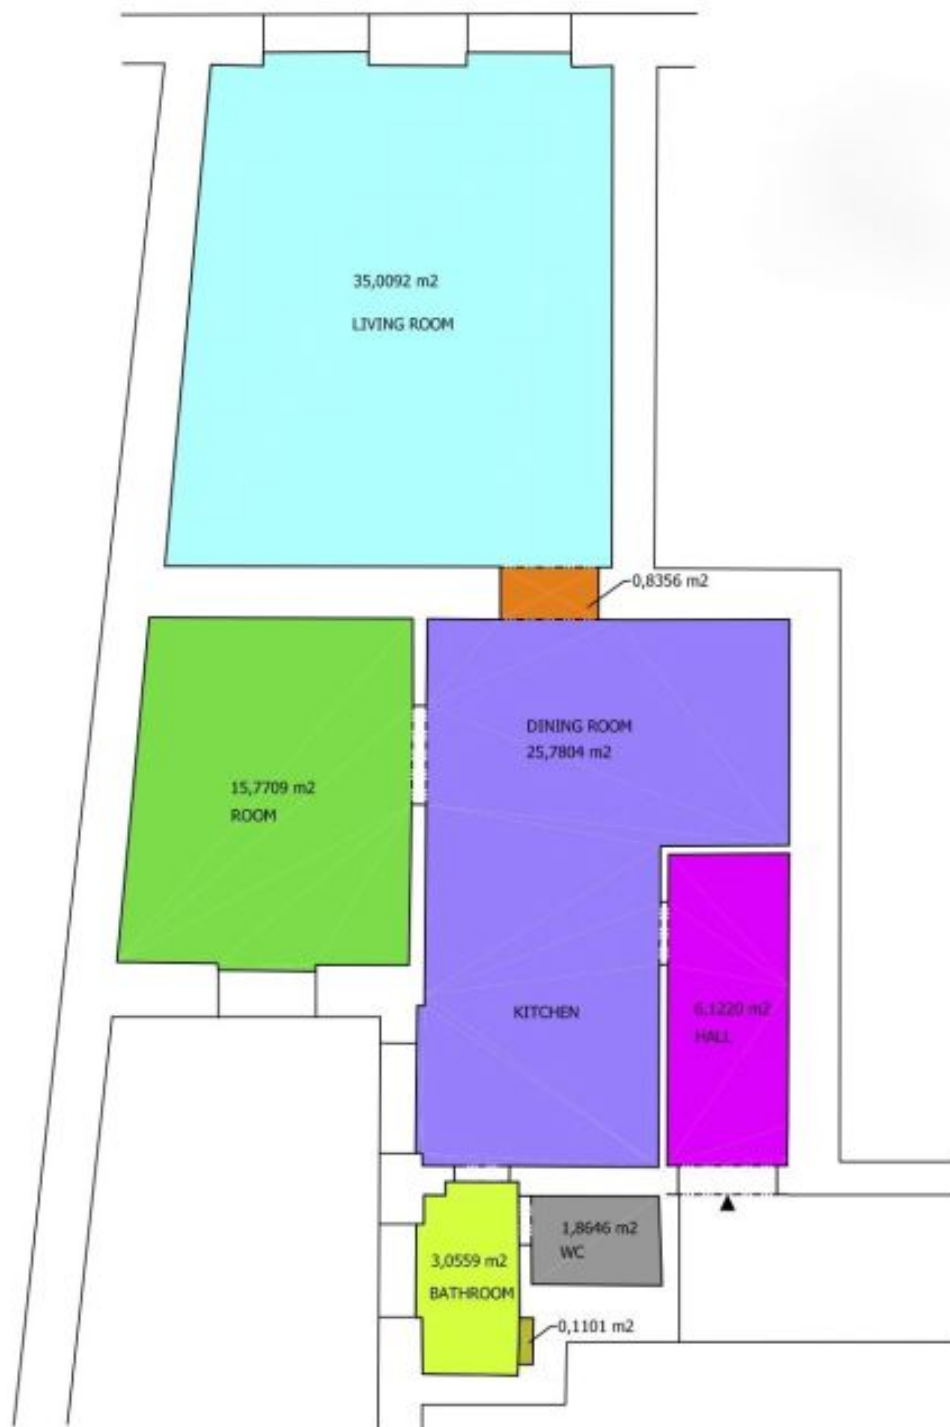 35,0092 m2
LIVING ROOM
0,8356 m2
DINING ROOM
25,7804 m2
15,7709 m2
ROOM
KITCHEN
6,1220 m2
HALL
1,8646 m2
WC
3,0559 m2
BATHROOM
0,1101 m2